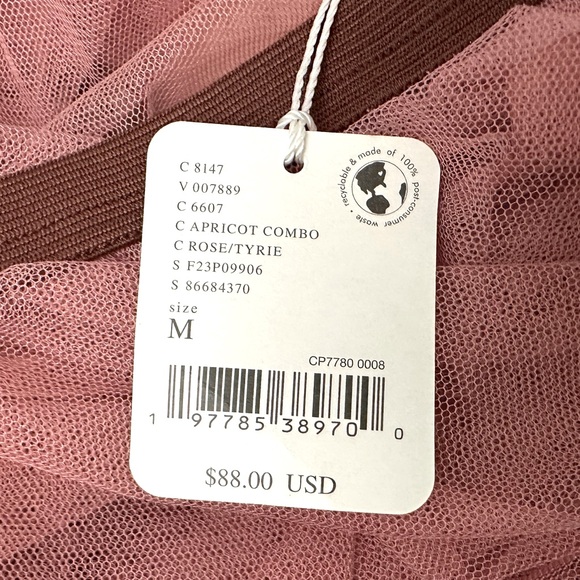 recyclable & made of 100% post-consumer waste •
C 8147
V 007889
C 6607
C APRICOT COMBO
C ROSE/TYRIE
S F23P09906
S 86684370
size
M
CP7780 0008
1 97785 38970 0
$88.00 USD